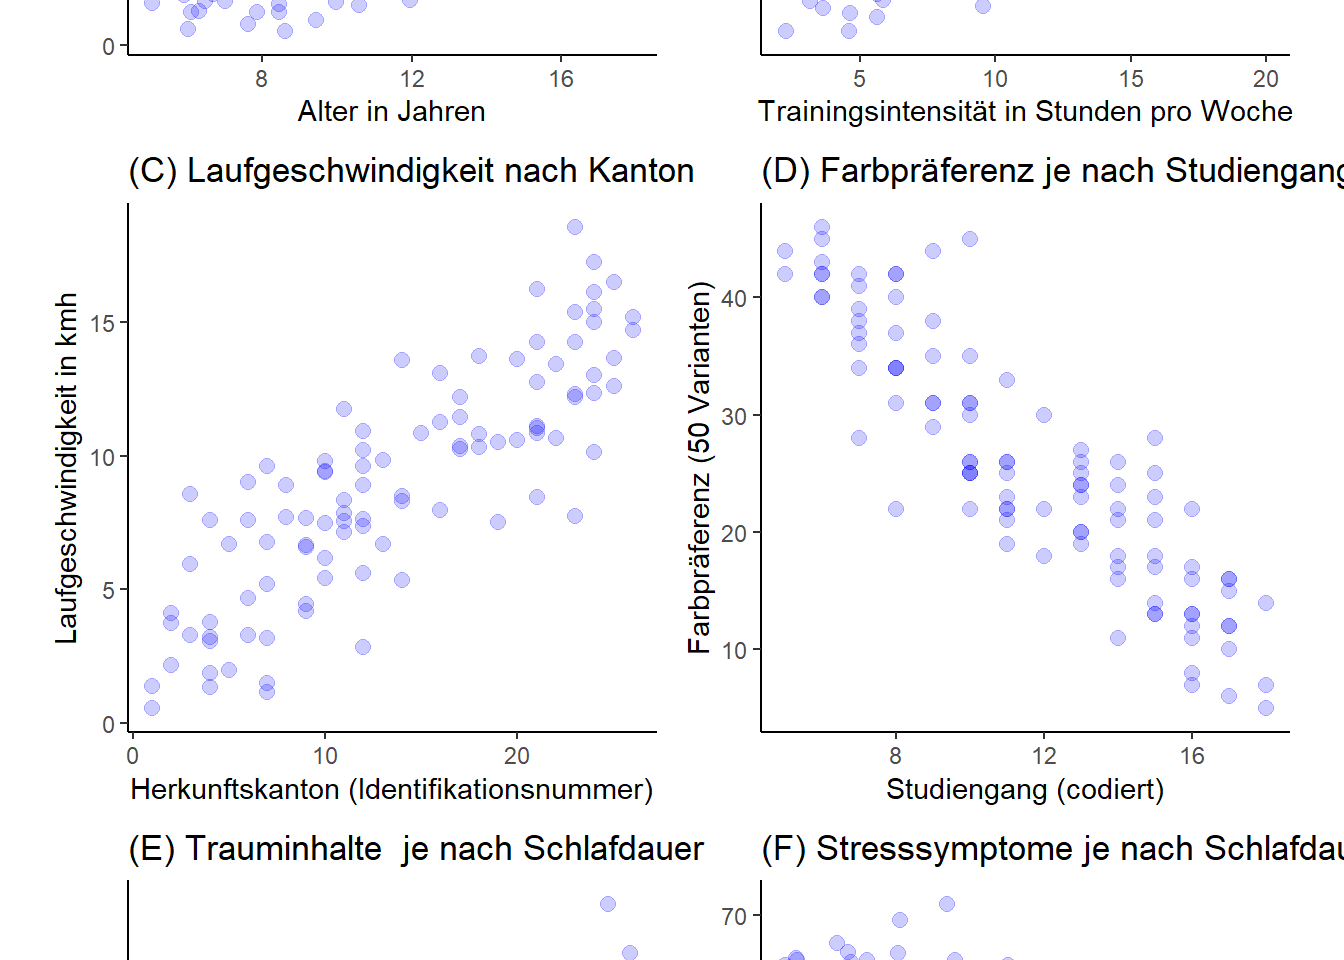 0
8 12 16
Alter in Jahren
5 10 15 20
Trainingsintensität in Stunden pro Woche
(C) Laufgeschwindigkeit nach Kanton
Laufgeschwindigkeit in kmh
15
10
5
0
0 10 20
Herkunftskanton (Identifikationsnummer)
(D) Farbpräferenz je nach Studiengang
Farbpräferenz (50 Varianten)
40
30
20
10
8 12 16
Studiengang (codiert)
(E) Trauminhalte  je nach Schlafdauer
(F) Stresssymptome je nach Schlafdau
70